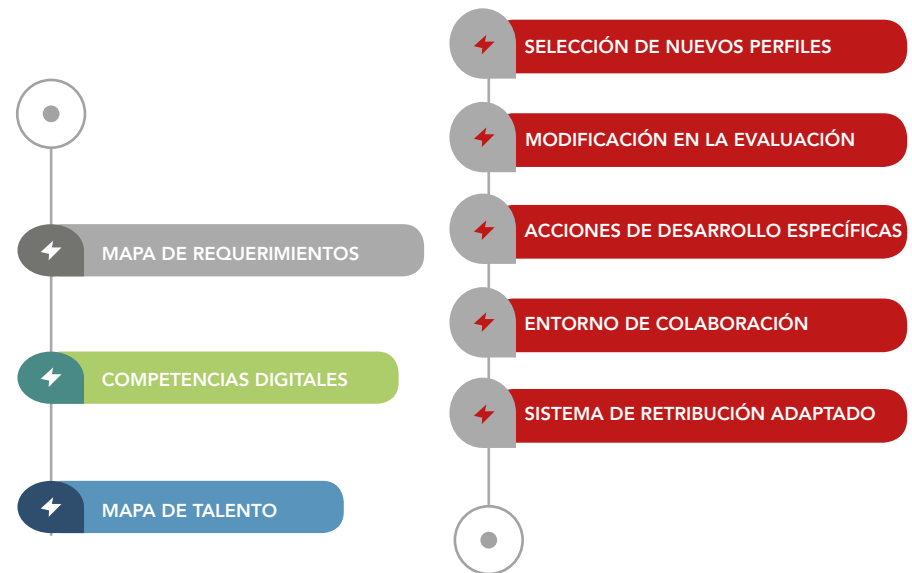 MAPA DE REQUERIMIENTOS
COMPETENCIAS DIGITALES
MAPA DE TALENTO
SELECCIÓN DE NUEVOS PERFILES
MODIFICACIÓN EN LA EVALUACIÓN
ACCIONES DE DESARROLLO ESPECÍFICAS
ENTORNO DE COLABORACIÓN
SISTEMA DE RETRIBUCIÓN ADAPTADO